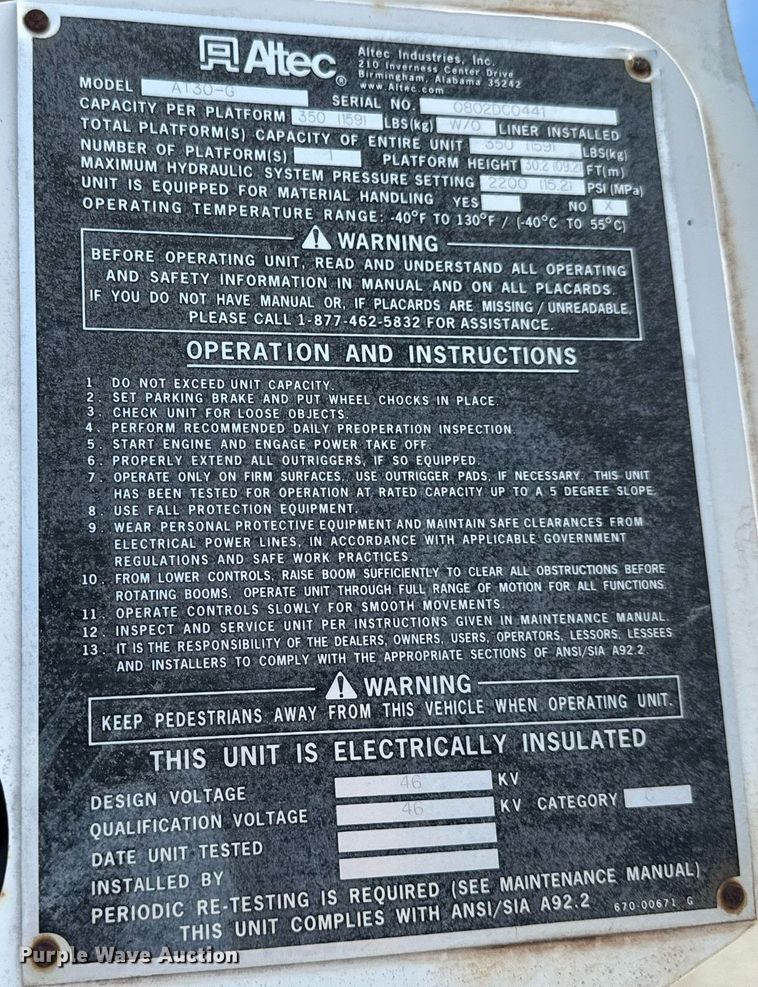 Altec®
Altec Industries, Inc.
210 Inverness Center Drive
Birmingham, Alabama 35242
www.Altec.com
MODEL AT30-G SERIAL NO. 0802DC0441
CAPACITY PER PLATFORM 350 (159) LBS(kg) W/O LINER INSTALLED
TOTAL PLATFORM(S) CAPACITY OF ENTIRE UNIT 350 (159) LBS(kg)
NUMBER OF PLATFORM(S) 1 PLATFORM HEIGHT 30.2 (09.2) FT(m)
MAXIMUM HYDRAULIC SYSTEM PRESSURE SETTING 2200 (15.2) PSI (MPa)
UNIT IS EQUIPPED FOR MATERIAL HANDLING YES NO X
OPERATING TEMPERATURE RANGE: -40°F TO 130°F / (-40°C TO 55°C)
WARNING
BEFORE OPERATING UNIT, READ AND UNDERSTAND ALL OPERATING
AND SAFETY INFORMATION IN MANUAL AND ON ALL PLACARDS.
IF YOU DO NOT HAVE MANUAL OR, IF PLACARDS ARE MISSING/UNREADABLE,
PLEASE CALL 1-877-462-5832 FOR ASSISTANCE.
OPERATION AND INSTRUCTIONS
1 DO NOT EXCEED UNIT CAPACITY.
2. SET PARKING BRAKE AND PUT WHEEL CHOCKS IN PLACE.
3. CHECK UNIT FOR LOOSE OBJECTS.
4. PERFORM RECOMMENDED DAILY PREOPERATION INSPECTION.
5. START ENGINE AND ENGAGE POWER TAKE OFF.
6. PROPERLY EXTEND ALL OUTRIGGERS, IF SO EQUIPPED.
7. OPERATE ONLY ON FIRM SURFACES. USE OUTRIGGER PADS, IF NECESSARY. THIS UNIT
HAS BEEN TESTED FOR OPERATION AT RATED CAPACITY UP TO A 5 DEGREE SLOPE.
8. USE FALL PROTECTION EQUIPMENT.
9. WEAR PERSONAL PROTECTIVE EQUIPMENT AND MAINTAIN SAFE CLEARANCES FROM
ELECTRICAL POWER LINES, IN ACCORDANCE WITH APPLICABLE GOVERNMENT
REGULATIONS AND SAFE WORK PRACTICES.
10. FROM LOWER CONTROLS, RAISE BOOM SUFFICIENTLY TO CLEAR ALL OBSTRUCTIONS BEFORE
ROTATING BOOMS. OPERATE UNIT THROUGH FULL RANGE OF MOTION FOR ALL FUNCTIONS.
11. OPERATE CONTROLS SLOWLY FOR SMOOTH MOVEMENTS.
12. INSPECT AND SERVICE UNIT PER INSTRUCTIONS GIVEN IN MAINTENANCE MANUAL.
13. IT IS THE RESPONSIBILITY OF THE DEALERS, OWNERS, USERS, OPERATORS, LESSORS, LESSEES
AND INSTALLERS TO COMPLY WITH THE APPROPRIATE SECTIONS OF ANSI/SIA A92.2.
WARNING
KEEP PEDESTRIANS AWAY FROM THIS VEHICLE WHEN OPERATING UNIT.
THIS UNIT IS ELECTRICALLY INSULATED
DESIGN VOLTAGE 46 KV
QUALIFICATION VOLTAGE 46 KV CATEGORY C
DATE UNIT TESTED
INSTALLED BY
PERIODIC RE-TESTING IS REQUIRED (SEE MAINTENANCE MANUAL)
THIS UNIT COMPLIES WITH ANSI/SIA A92.2 670-00671 G
Purple Wave Auction